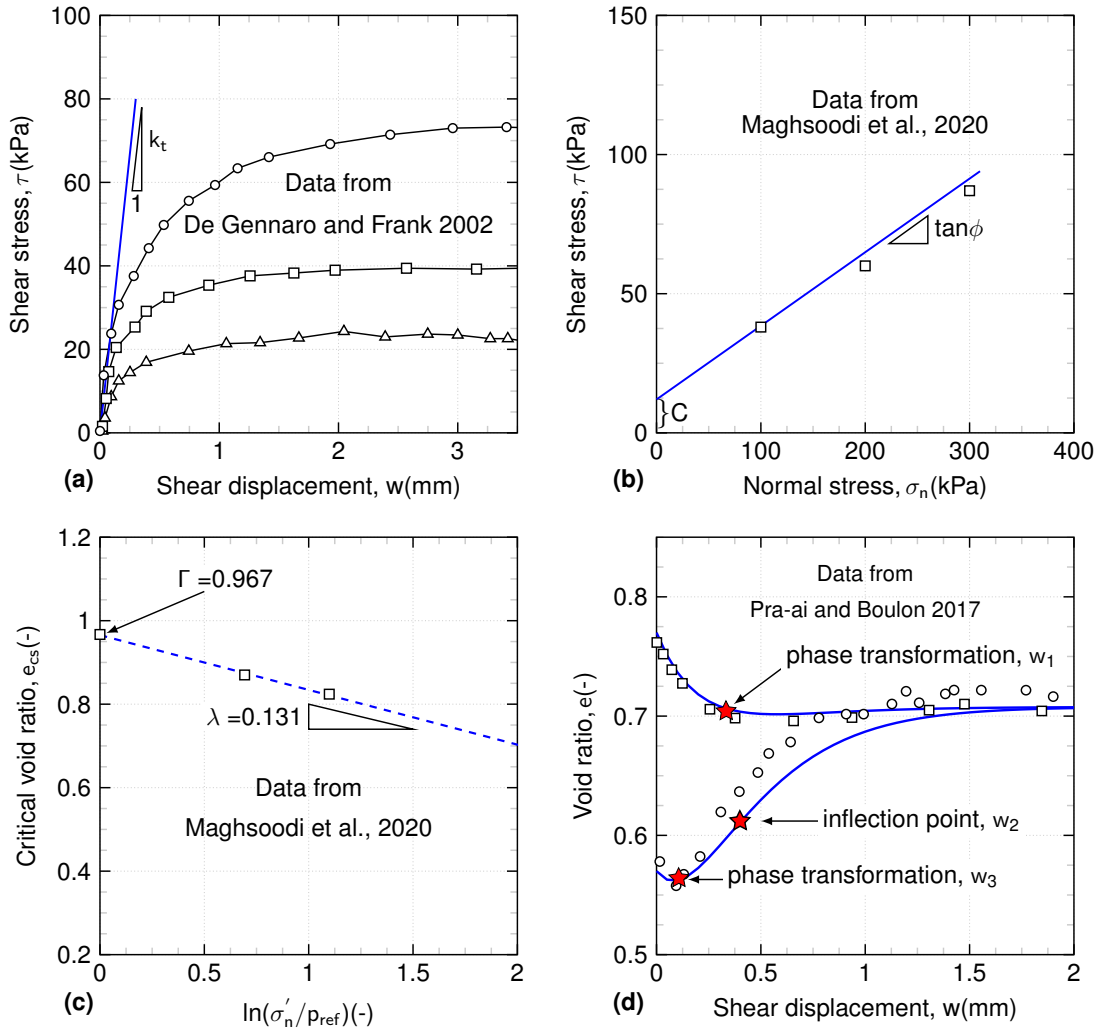 100
80
60
40
20
0
Shear stress, τ(kPa)
k_t
1
Data from
De Gennaro and Frank 2002
0
1
2
3
(a)
Shear displacement, w(mm)
150
100
50
0
Shear stress, τ(kPa)
Data from
Maghsoodi et al., 2020
tanϕ
}C
0
100
200
300
400
(b)
Normal stress, σ_n(kPa)
1.2
1
0.8
0.6
0.4
0.2
Critical void ratio, e_cs(-)
Γ =0.967
λ =0.131
Data from
Maghsoodi et al., 2020
0
0.5
1
1.5
2
(c)
ln(σ′_n/p_ref)(-)
0.8
0.7
0.6
0.5
Void ratio, e(-)
Data from
Pra-ai and Boulon 2017
phase transformation, w_1
inflection point, w_2
phase transformation, w_3
0
0.5
1
1.5
2
(d)
Shear displacement, w(mm)